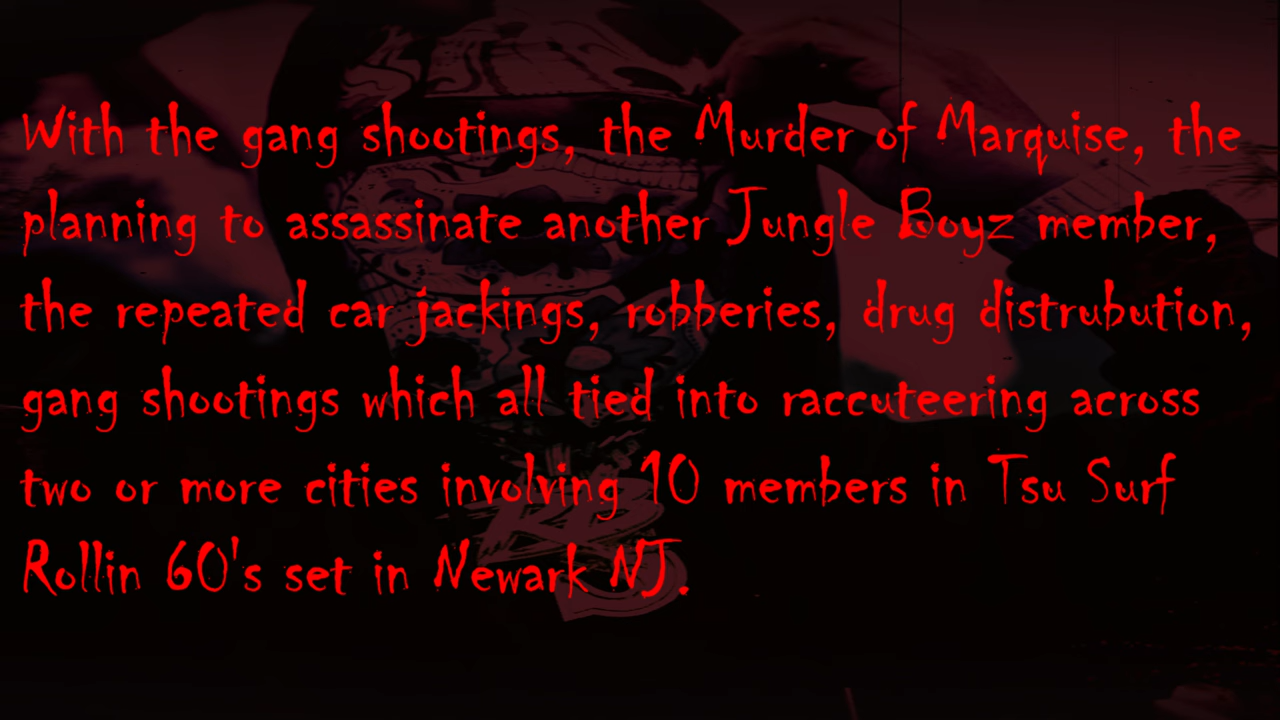 With the gang shootings, the Murder of Marquise, the
planning to assassinate another Jungle Boyz member,
the repeated car jackings, robberies, drug distrubution,
gang shootings which all tied into raccuteering across
two or more cities involving 10 members in Tsu Surf
Rollin 60's set in Newark NJ.